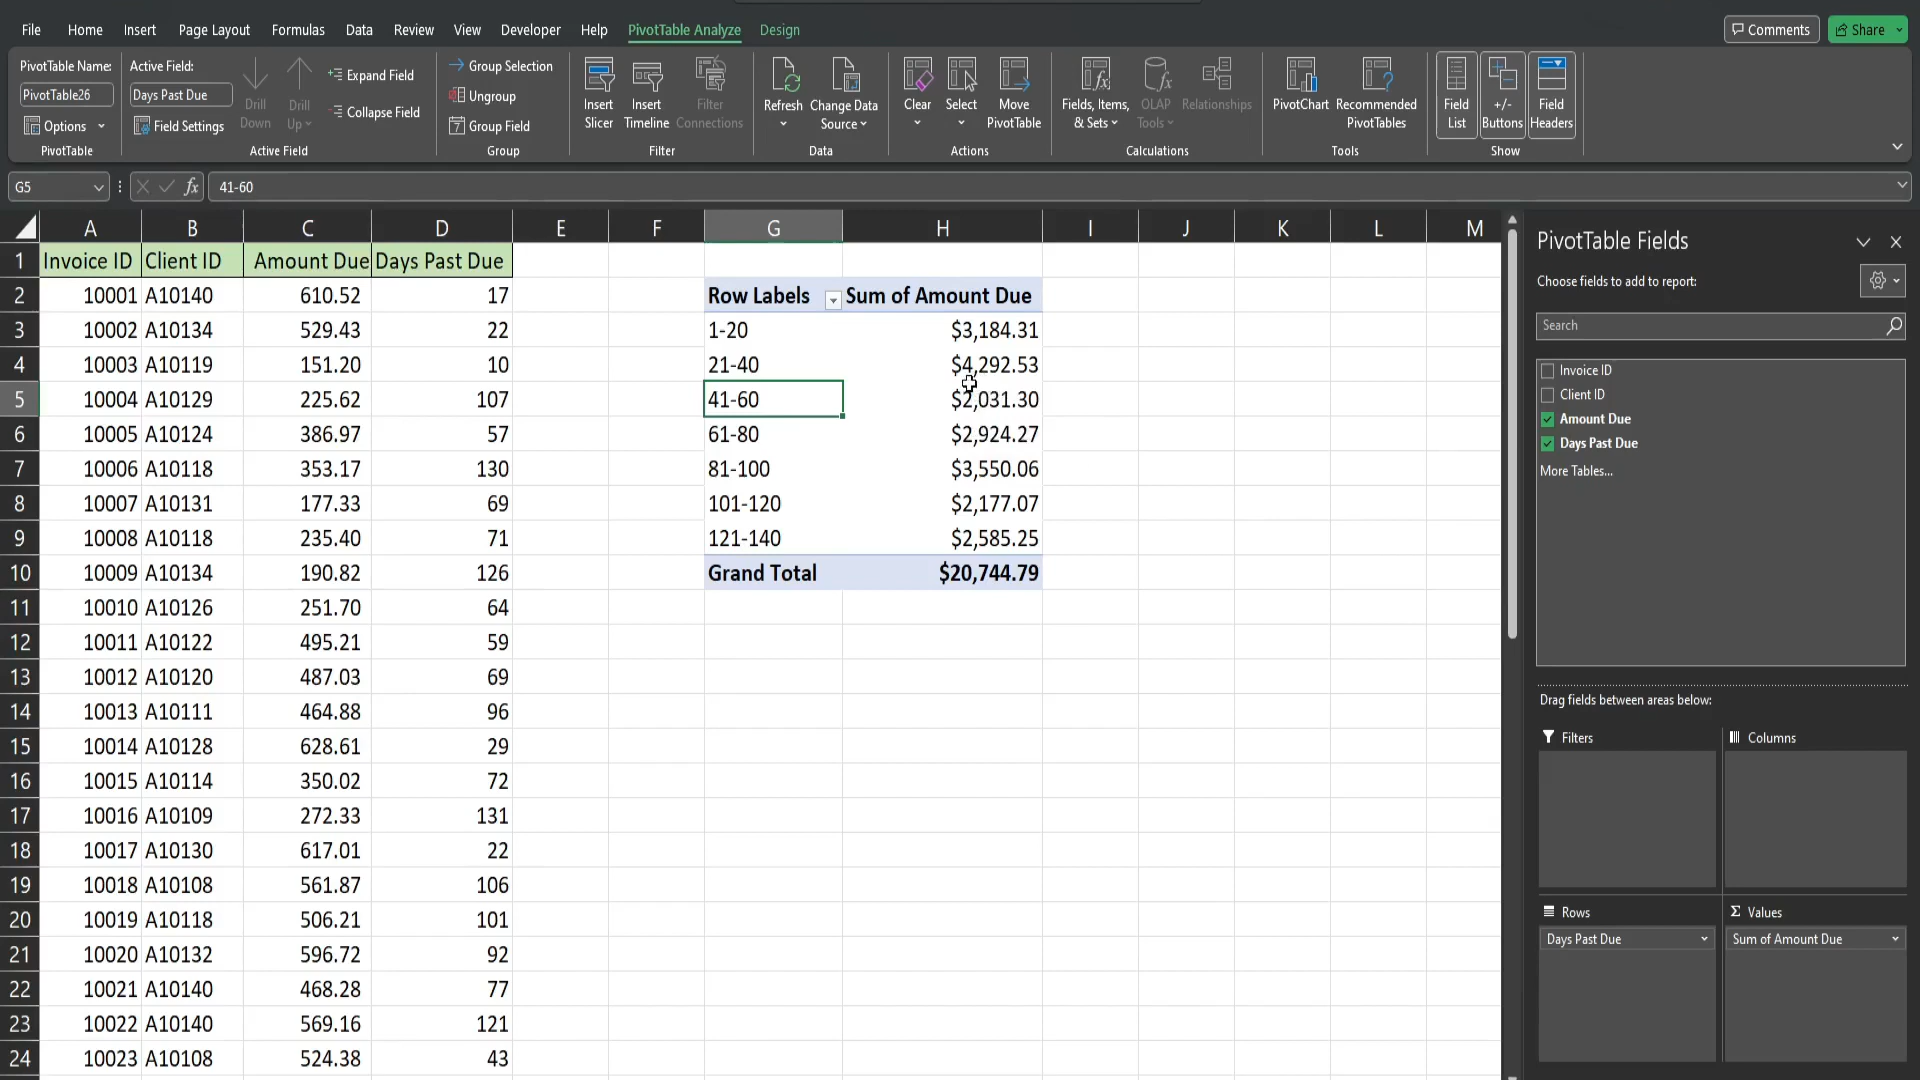 File Home Insert Page Layout Formulas Data Review View Developer Help PivotTable Analyze Design Comments Share
PivotTable Name:
PivotTable26
Options
PivotTable
Active Field:
Days Past Due
Field Settings
Drill Down
Drill Up
Expand Field
Collapse Field
Active Field
Group Selection
Ungroup
Group Field
Group
Insert Slicer
Insert Timeline
Filter Connections
Filter
Refresh
Change Data Source
Data
Clear
Select
Move PivotTable
Actions
Fields, Items, & Sets
OLAP Tools
Relationships
Calculations
PivotChart
Recommended PivotTables
Tools
Field List
+/- Buttons
Field Headers
Show
G5 fx 41-60
A B C D E F G H I J K L M
1 Invoice ID Client ID Amount Due Days Past Due
2 10001 A10140 610.52 17 Row Labels Sum of Amount Due
3 10002 A10134 529.43 22 1-20 $3,184.31
4 10003 A10119 151.20 10 21-40 $4,292.53
5 10004 A10129 225.62 107 41-60 $2,031.30
6 10005 A10124 386.97 57 61-80 $2,924.27
7 10006 A10118 353.17 130 81-100 $3,550.06
8 10007 A10131 177.33 69 101-120 $2,177.07
9 10008 A10118 235.40 71 121-140 $2,585.25
10 10009 A10134 190.82 126 Grand Total $20,744.79
11 10010 A10126 251.70 64
12 10011 A10122 495.21 59
13 10012 A10120 487.03 69
14 10013 A10111 464.88 96
15 10014 A10128 628.61 29
16 10015 A10114 350.02 72
17 10016 A10109 272.33 131
18 10017 A10130 617.01 22
19 10018 A10108 561.87 106
20 10019 A10118 506.21 101
21 10020 A10132 596.72 92
22 10021 A10140 468.28 77
23 10022 A10140 569.16 121
24 10023 A10108 524.38 43
PivotTable Fields
Choose fields to add to report:
Search
Invoice ID
Client ID
Amount Due
Days Past Due
More Tables...
Drag fields between areas below:
Filters
Columns
Rows
Σ Values
Days Past Due
Sum of Amount Due